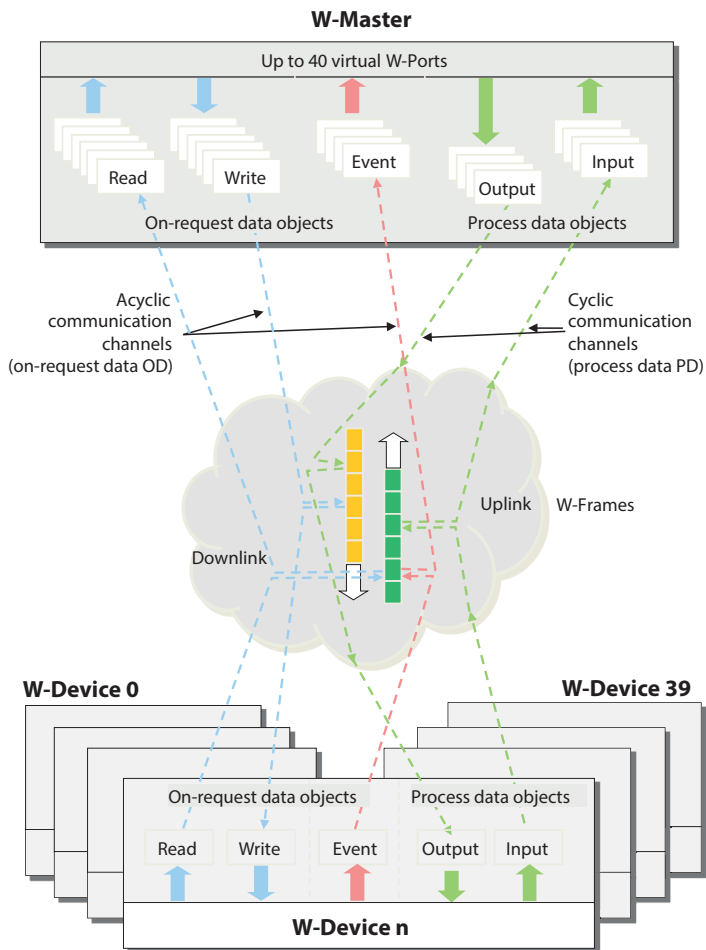 W-Master
Up to 40 virtual W-Ports
Read
Write
Event
Output
Input
On-request data objects
Process data objects
Acyclic
communication
channels
(on-request data OD)
Cyclic
communication
channels
(process data PD)
Uplink
W-Frames
Downlink
W-Device 0
W-Device 39
On-request data objects
Process data objects
Read
Write
Event
Output
Input
W-Device n